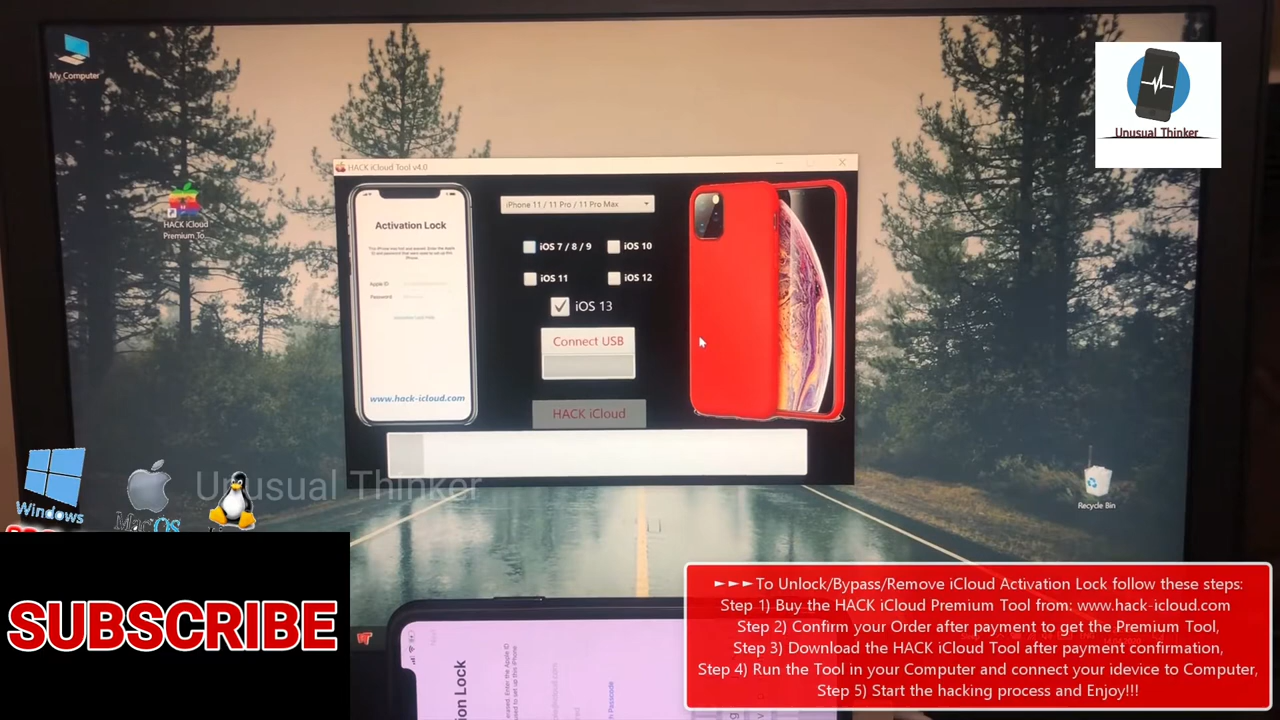 My Computer
Unusual Thinker
HACK iCloud Tool v4.0
HACK iCloud
Premium To...
Activation Lock
Apple ID
Password
www.hack-icloud.com
iPhone 11 / 11 Pro / 11 Pro Max
iOS 7 / 8 / 9
iOS 10
iOS 11
iOS 12
iOS 13
Connect USB
HACK iCloud
Unusual Thinker
Windows
MacOS
Recycle Bin
SUBSCRIBE
►►►To Unlock/Bypass/Remove iCloud Activation Lock follow these steps:
Step 1) Buy the HACK iCloud Premium Tool from: www.hack-icloud.com
Step 2) Confirm your Order after payment to get the Premium Tool,
Step 3) Download the HACK iCloud Tool after payment confirmation,
Step 4) Run the Tool in your Computer and connect your idevice to Computer,
Step 5) Start the hacking process and Enjoy!!!
ion Lock